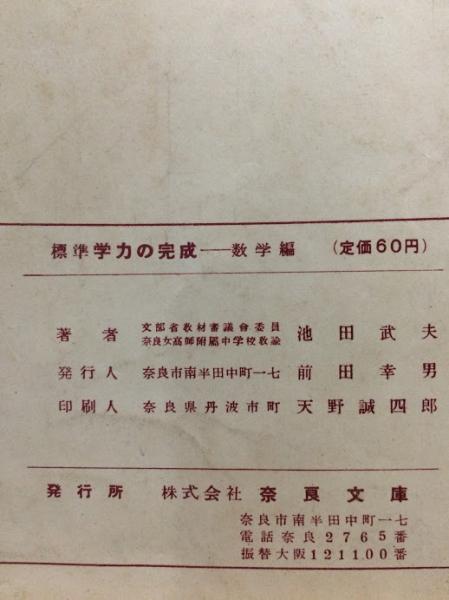 標準学力の完成——数学編 (定価60円)
著者 文部省教材審議會委員 奈良女高師附属中学校教諭 池田武夫
発行人 奈良市南半田中町一七 前田幸男
印刷人 奈良県丹波市町 天野誠四郎
発行所 株式会社 奈良文庫
奈良市南半田中町一七
電話奈良2765番
振替大阪121100番